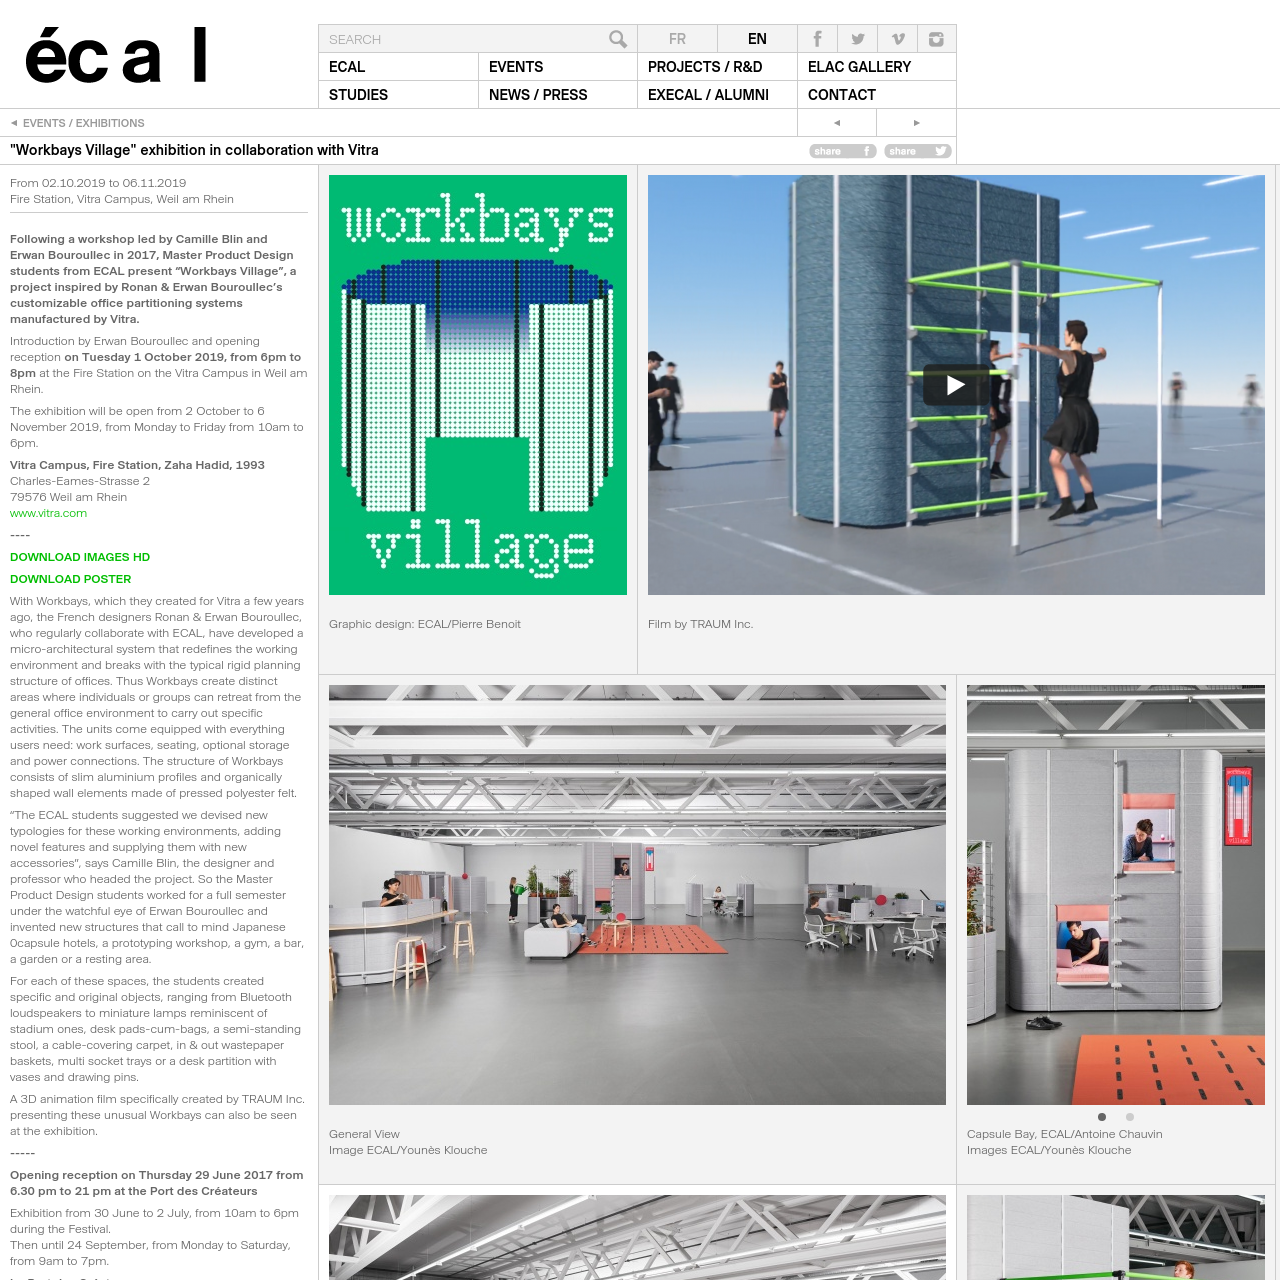 écal
SEARCH
FR
EN
ECAL
EVENTS
PROJECTS / R&D
ELAC GALLERY
STUDIES
NEWS / PRESS
EXECAL / ALUMNI
CONTACT
EVENTS / EXHIBITIONS
"Workbays Village" exhibition in collaboration with Vitra
share
share
From 02.10.2019 to 06.11.2019
Fire Station, Vitra Campus, Weil am Rhein
Following a workshop led by Camille Blin and
Erwan Bouroullec in 2017, Master Product Design
students from ECAL present “Workbays Village”, a
project inspired by Ronan & Erwan Bouroullec’s
customizable office partitioning systems
manufactured by Vitra.
Introduction by Erwan Bouroullec and opening
reception on Tuesday 1 October 2019, from 6pm to
8pm at the Fire Station on the Vitra Campus in Weil am
Rhein.
The exhibition will be open from 2 October to 6
November 2019, from Monday to Friday from 10am to
6pm.
Vitra Campus, Fire Station, Zaha Hadid, 1993
Charles-Eames-Strasse 2
79576 Weil am Rhein
www.vitra.com
----
DOWNLOAD IMAGES HD
DOWNLOAD POSTER
With Workbays, which they created for Vitra a few years
ago, the French designers Ronan & Erwan Bouroullec,
who regularly collaborate with ECAL, have developed a
micro-architectural system that redefines the working
environment and breaks with the typical rigid planning
structure of offices. Thus Workbays create distinct
areas where individuals or groups can retreat from the
general office environment to carry out specific
activities. The units come equipped with everything
users need: work surfaces, seating, optional storage
and power connections. The structure of Workbays
consists of slim aluminium profiles and organically
shaped wall elements made of pressed polyester felt.
“The ECAL students suggested we devised new
typologies for these working environments, adding
novel features and supplying them with new
accessories”, says Camille Blin, the designer and
professor who headed the project. So the Master
Product Design students worked for a full semester
under the watchful eye of Erwan Bouroullec and
invented new structures that call to mind Japanese
0capsule hotels, a prototyping workshop, a gym, a bar,
a garden or a resting area.
For each of these spaces, the students created
specific and original objects, ranging from Bluetooth
loudspeakers to miniature lamps reminiscent of
stadium ones, desk pads-cum-bags, a semi-standing
stool, a cable-covering carpet, in & out wastepaper
baskets, multi socket trays or a desk partition with
vases and drawing pins.
A 3D animation film specifically created by TRAUM Inc.
presenting these unusual Workbays can also be seen
at the exhibition.
-----
Opening reception on Thursday 29 June 2017 from
6.30 pm to 21 pm at the Port des Créateurs
Exhibition from 30 June to 2 July, from 10am to 6pm
during the Festival.
Then until 24 September, from Monday to Saturday,
from 9am to 7pm.
workbays
village
Graphic design: ECAL/Pierre Benoit
Film by TRAUM Inc.
General View
Image ECAL/Younès Klouche
workbays
village
Capsule Bay, ECAL/Antoine Chauvin
Images ECAL/Younès Klouche